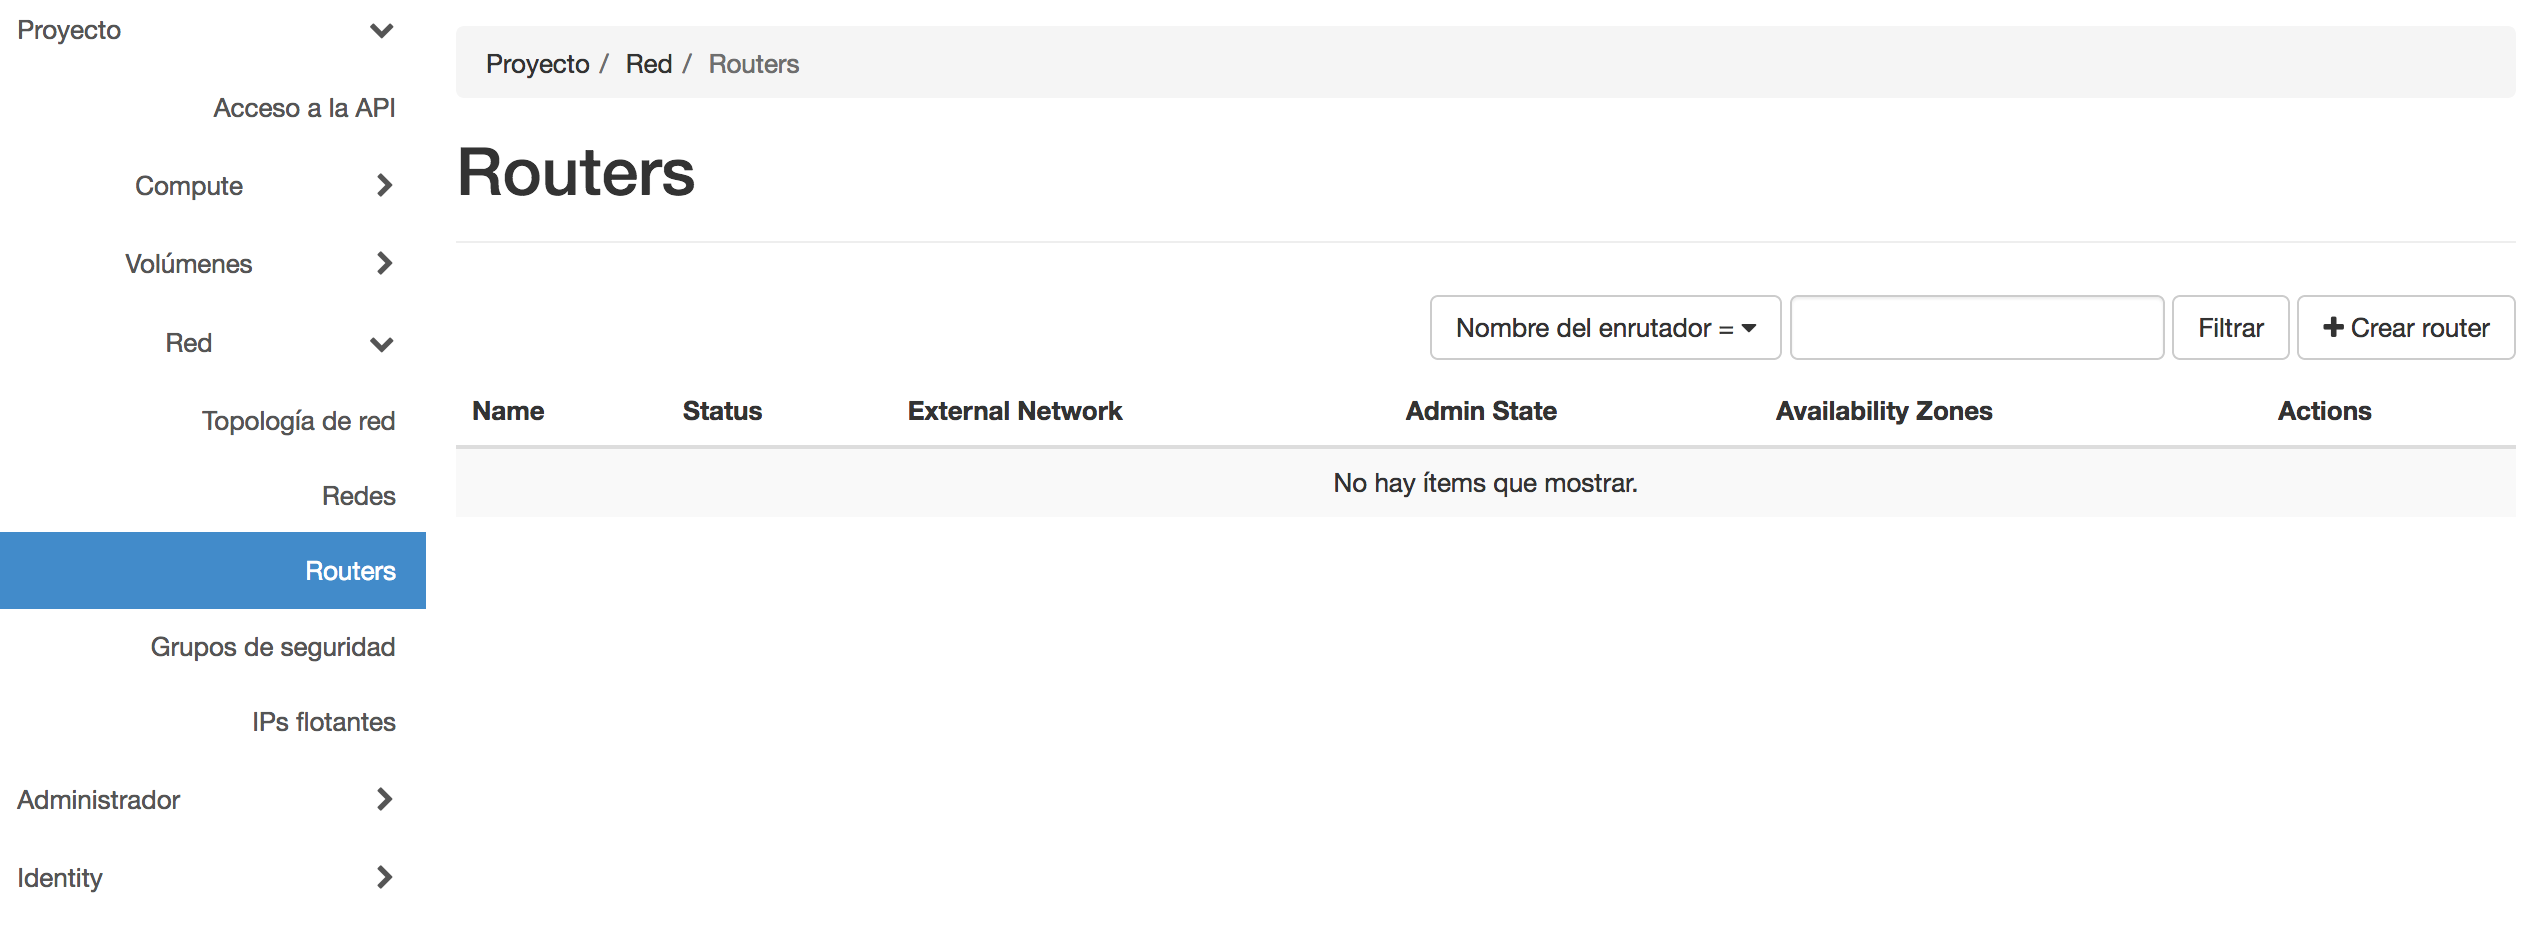 Proyecto
Acceso a la API
Compute
Volúmenes
Red
Topología de red
Redes
Routers
Grupos de seguridad
IPs flotantes
Administrador
Identity
Proyecto / Red / Routers
Routers
Nombre del enrutador = Filtrar + Crear router
Name Status External Network Admin State Availability Zones Actions
No hay ítems que mostrar.